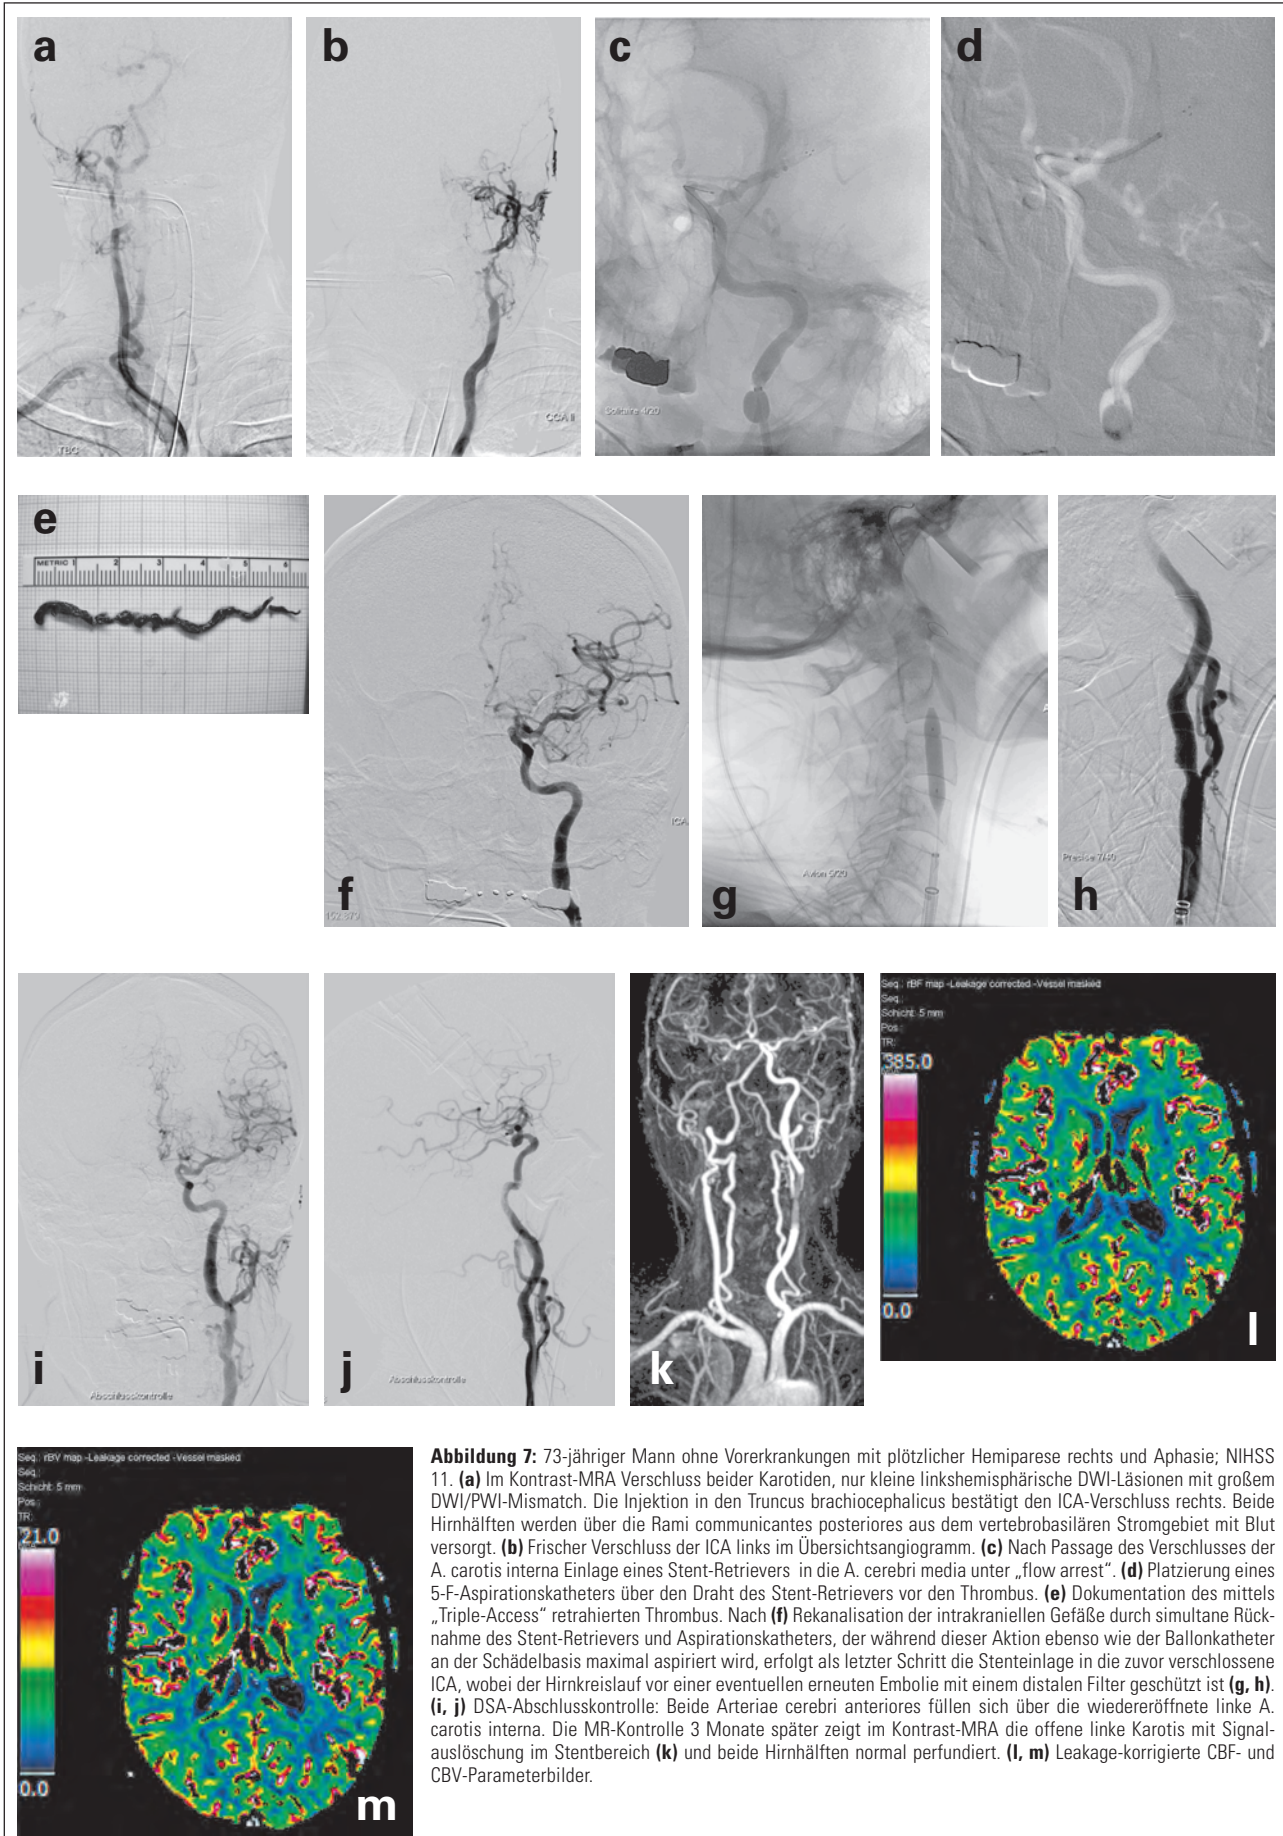 a
b
c
d
TBC
CCA li
Solitaire 4/20
e
METRIC 1 2 3 4 5 6
f
ICA
152.879
g
Avion 5/20
h
Precise 7/40
i
Abschlusskontrolle
j
Abschlusskontrolle
k
Seq.: rBF map -Leakage corrected -Vessel masked
Seq.:
Schicht: 5 mm
Pos.:
TR:
385.0
0.0
l
Seq.: rBV map -Leakage corrected -Vessel masked
Seq.:
Schicht: 5 mm
Pos.:
TR:
21.0
0.0
m
Abbildung 7: 73-jähriger Mann ohne Vorerkrankungen mit plötzlicher Hemiparese rechts und Aphasie; NIHSS
11. (a) Im Kontrast-MRA Verschluss beider Karotiden, nur kleine linkshemisphärische DWI-Läsionen mit großem
DWI/PWI-Mismatch. Die Injektion in den Truncus brachiocephalicus bestätigt den ICA-Verschluss rechts. Beide
Hirnhälften werden über die Rami communicantes posteriores aus dem vertebrobasilären Stromgebiet mit Blut
versorgt. (b) Frischer Verschluss der ICA links im Übersichtsangiogramm. (c) Nach Passage des Verschlusses der
A. carotis interna Einlage eines Stent-Retrievers in die A. cerebri media unter „flow arrest“. (d) Platzierung eines
5-F-Aspirationskatheters über den Draht des Stent-Retrievers vor den Thrombus. (e) Dokumentation des mittels
„Triple-Access“ retrahierten Thrombus. Nach (f) Rekanalisation der intrakraniellen Gefäße durch simultane Rück-
nahme des Stent-Retrievers und Aspirationskatheters, der während dieser Aktion ebenso wie der Ballonkatheter
an der Schädelbasis maximal aspiriert wird, erfolgt als letzter Schritt die Stenteinlage in die zuvor verschlossene
ICA, wobei der Hirnkreislauf vor einer eventuellen erneuten Embolie mit einem distalen Filter geschützt ist (g, h).
(i, j) DSA-Abschlusskontrolle: Beide Arteriae cerebri anteriores füllen sich über die wiedereröffnete linke A.
carotis interna. Die MR-Kontrolle 3 Monate später zeigt im Kontrast-MRA die offene linke Karotis mit Signal-
auslöschung im Stentbereich (k) und beide Hirnhälften normal perfundiert. (l, m) Leakage-korrigierte CBF- und
CBV-Parameterbilder.